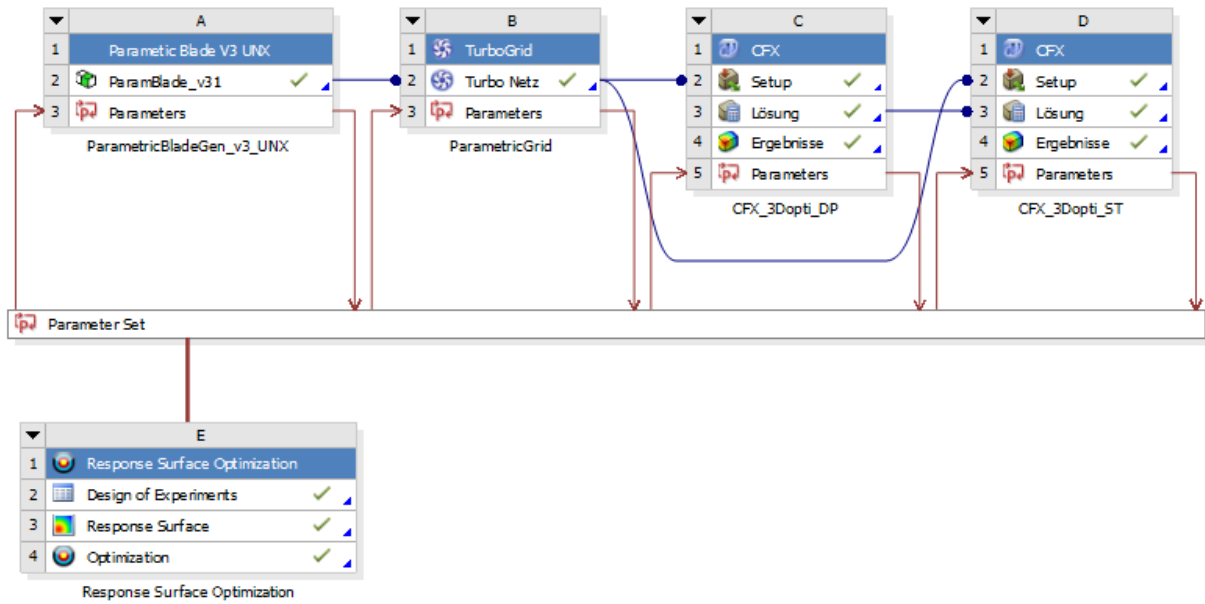 A
1 Parametic Blade V3 UNX
2 ParamBlade_v31
3 Parameters
ParametricBladeGen_v3_UNX
B
1 TurboGrid
2 Turbo Netz
3 Parameters
ParametricGrid
C
1 CFX
2 Setup
3 Lösung
4 Ergebnisse
5 Parameters
CFX_3Dopti_DP
D
1 CFX
2 Setup
3 Lösung
4 Ergebnisse
5 Parameters
CFX_3Dopti_ST
Parameter Set
E
1 Response Surface Optimization
2 Design of Experiments
3 Response Surface
4 Optimization
Response Surface Optimization